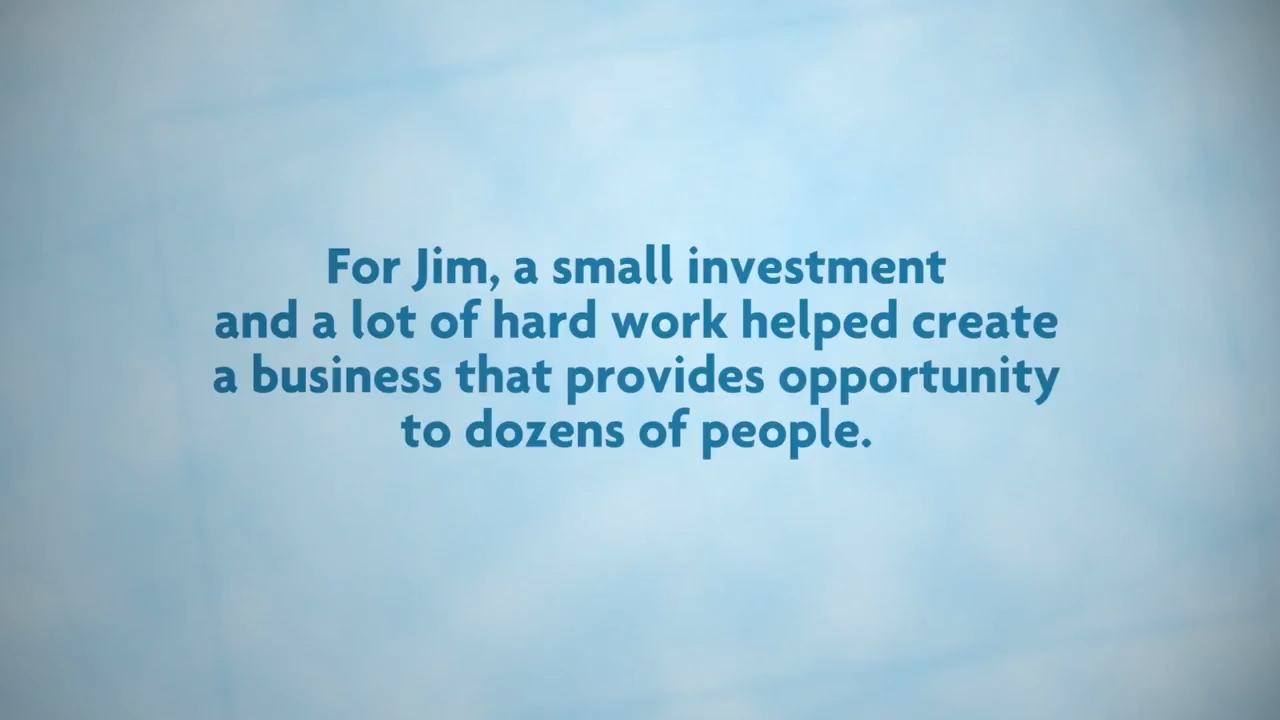 For Jim, a small investment
and a lot of hard work helped create
a business that provides opportunity
to dozens of people.